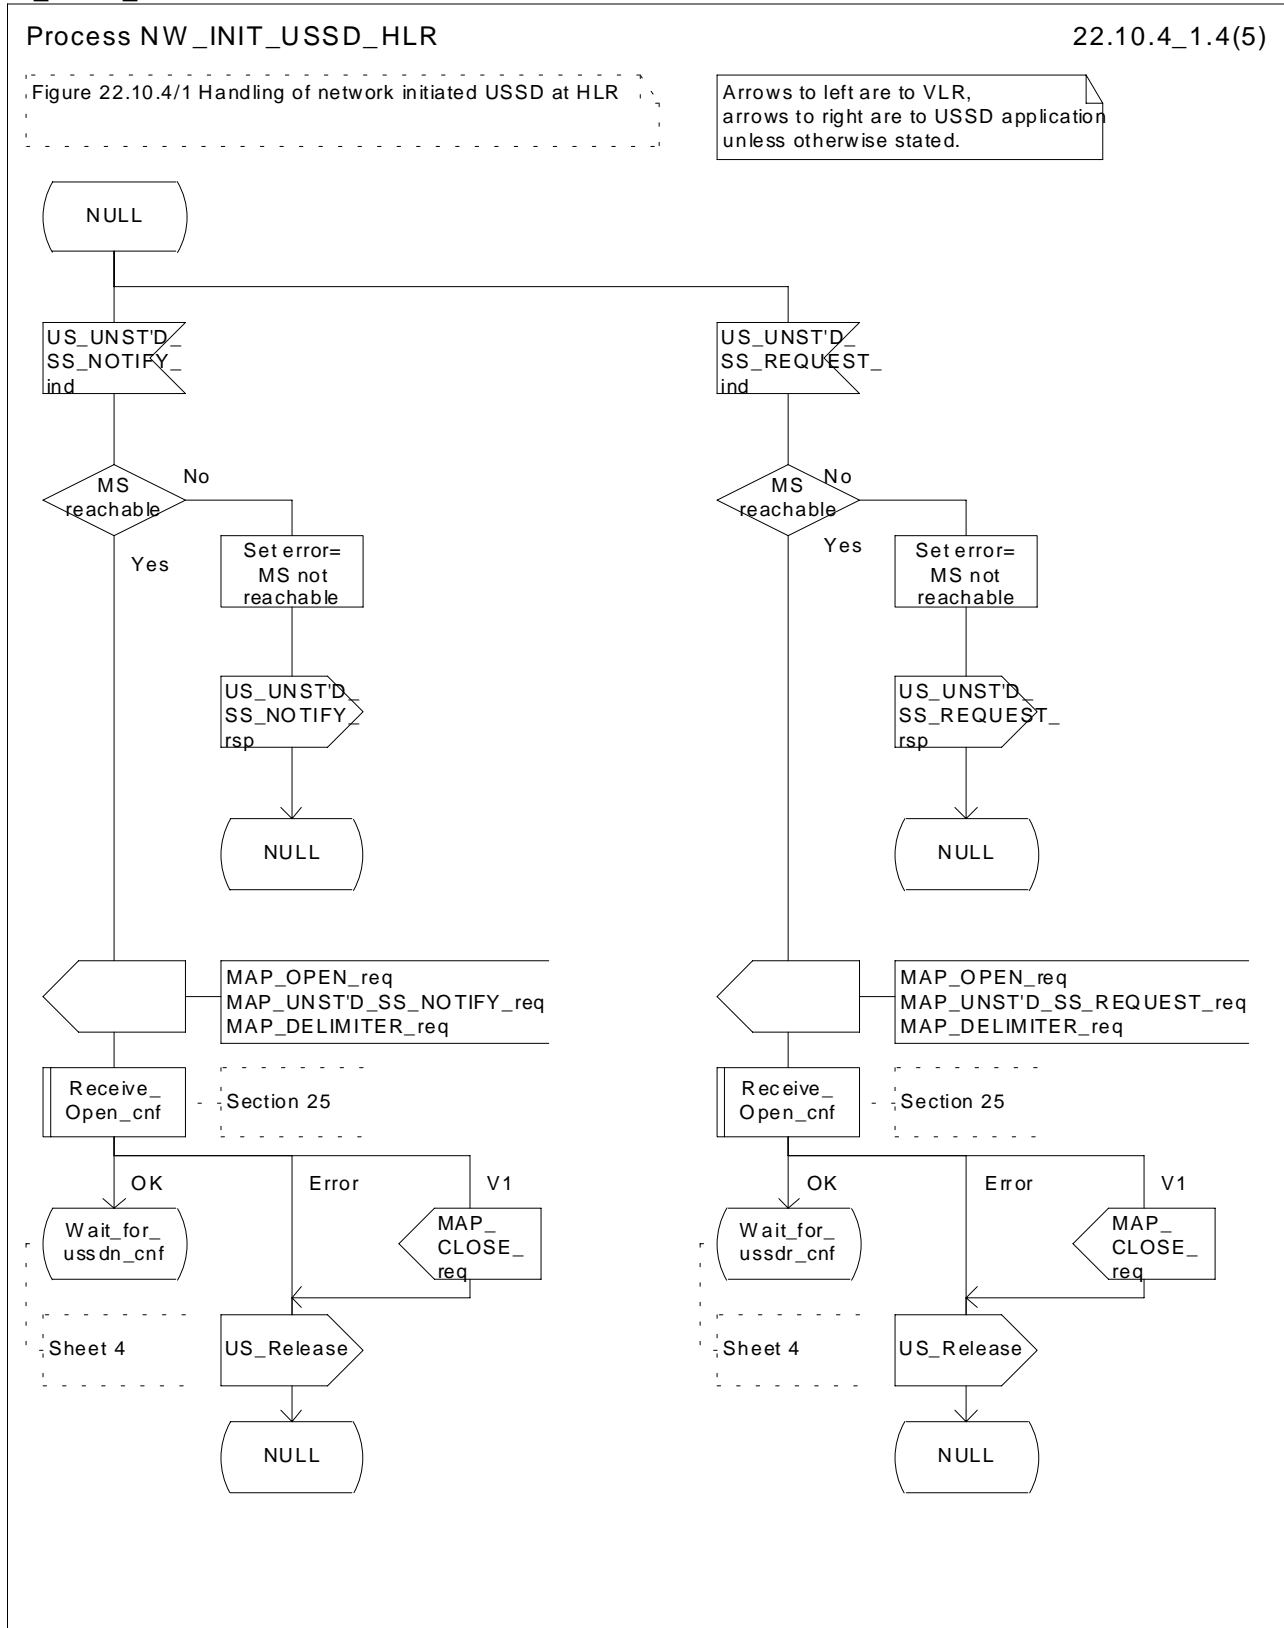 Process NW_INIT_USSD_HLR
22.10.4_1.4(5)
Figure 22.10.4/1 Handling of network initiated USSD at HLR
Arrows to left are to VLR,
arrows to right are to USSD application
unless otherwise stated.
NULL
US_UNST'D_
SS_NOTIFY_
ind
US_UNST'D_
SS_REQUEST_
ind
MS
reachable
No
Yes
MS
reachable
No
Yes
Set error=
MS not
reachable
Set error=
MS not
reachable
US_UNST'D_
SS_NOTIFY_
rsp
US_UNST'D_
SS_REQUEST_
rsp
NULL
NULL
MAP_OPEN_req
MAP_UNST'D_SS_NOTIFY_req
MAP_DELIMITER_req
MAP_OPEN_req
MAP_UNST'D_SS_REQUEST_req
MAP_DELIMITER_req
Receive_
Open_cnf
Section 25
Receive_
Open_cnf
Section 25
OK
Error
V1
OK
Error
V1
Wait_for_
ussdn_cnf
MAP_
CLOSE_
req
Wait_for_
ussdr_cnf
MAP_
CLOSE_
req
Sheet 4
US_Release
Sheet 4
US_Release
NULL
NULL